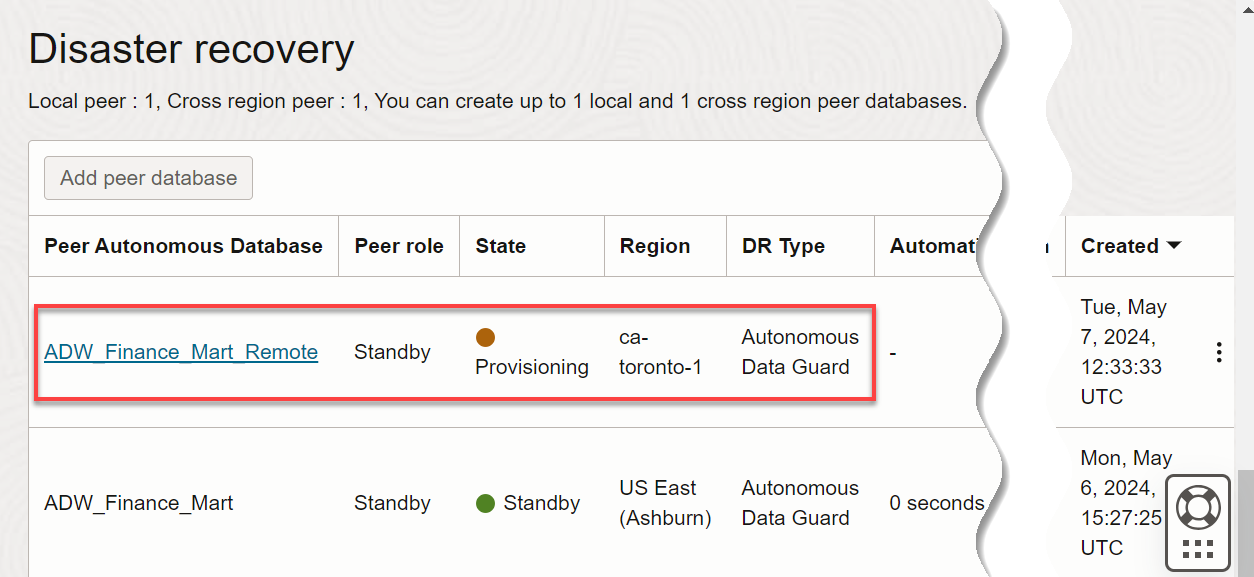 Disaster recovery
Local peer : 1, Cross region peer : 1, You can create up to 1 local and 1 cross region peer databases.
Add peer database
Peer Autonomous Database Peer role State Region DR Type Created
ADW_Finance_Mart_Remote Standby Provisioning ca-toronto-1 Autonomous Data Guard - Tue, May 7, 2024, 12:33:33 UTC
ADW_Finance_Mart Standby Standby US East (Ashburn) Autonomous Data Guard 0 seconds Mon, May 6, 2024, 15:27:25 UTC